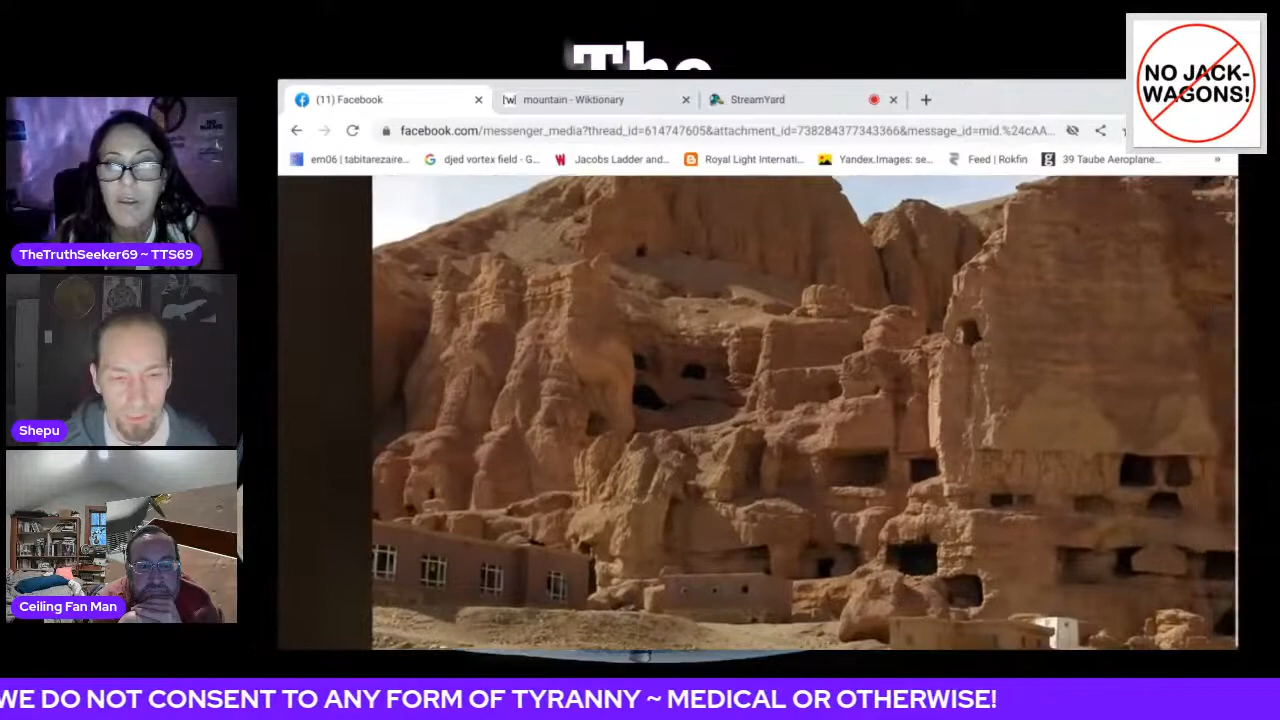 The
NO JACK-
WAGONS!
(11) Facebook
mountain - Wiktionary
StreamYard
facebook.com/messenger_media?thread_id=614747605&attachment_id=738284377343366&message_id=mid.%24cAA...
em06 | tabitarezaire...
djed vortex field - G...
Jacobs Ladder and...
Royal Light Internati...
Yandex.Images: se...
Feed | Rokfin
39 Taube Aeroplane...
TheTruthSeeker69 ~ TTS69
Shepu
Ceiling Fan Man
WE DO NOT CONSENT TO ANY FORM OF TYRANNY ~ MEDICAL OR OTHERWISE!